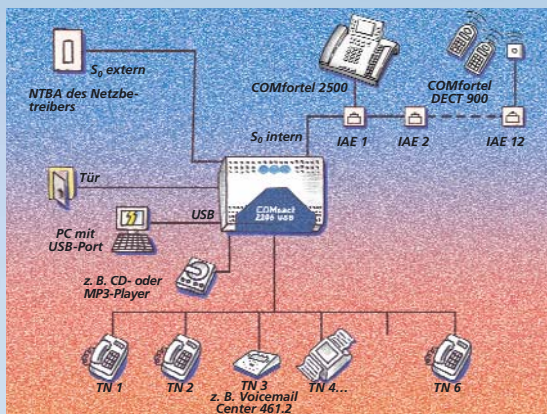 S₀ extern
NTBA des Netzbe-
treibers
COMfortel 2500
COMfortel
DECT 900
S₀ intern
IAE 1
IAE 2
IAE 12
Tür
USB
PC mit
USB-Port
COMpact
2206 USB
z. B. CD- oder
MP3-Player
TN 1
TN 2
TN 3
z. B. Voicemail
Center 461.2
TN 4...
TN 6